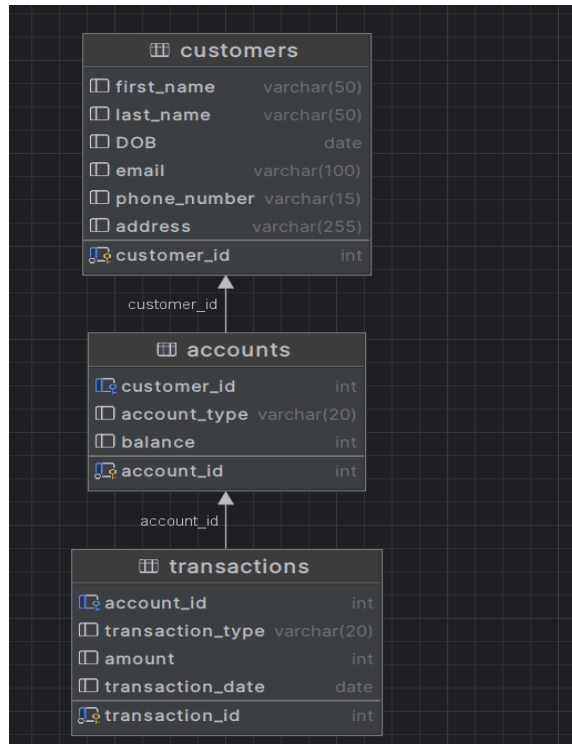 customers
first_name varchar(50)
last_name varchar(50)
DOB date
email varchar(100)
phone_number varchar(15)
address varchar(255)
customer_id int
customer_id
accounts
customer_id int
account_type varchar(20)
balance int
account_id int
account_id
transactions
account_id int
transaction_type varchar(20)
amount int
transaction_date date
transaction_id int